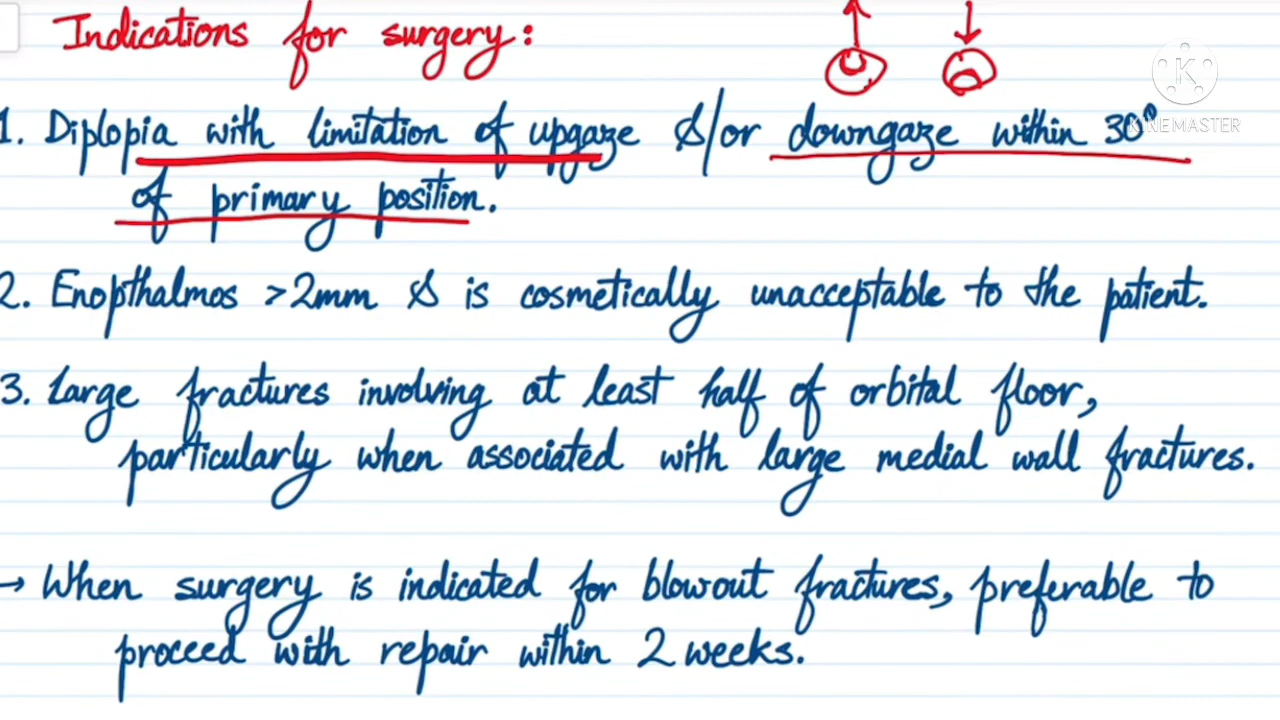 Indications for surgery:
1. Diplopia with limitation of upgaze &/or downgaze within 30°
of primary position.
2. Enopthalmos >2mm & is cosmetically unacceptable to the patient.
3. Large fractures involving at least half of orbital floor,
particularly when associated with large medial wall fractures.
→ When surgery is indicated for blowout fractures, preferable to
proceed with repair within 2 weeks.
K
KINEMASTER